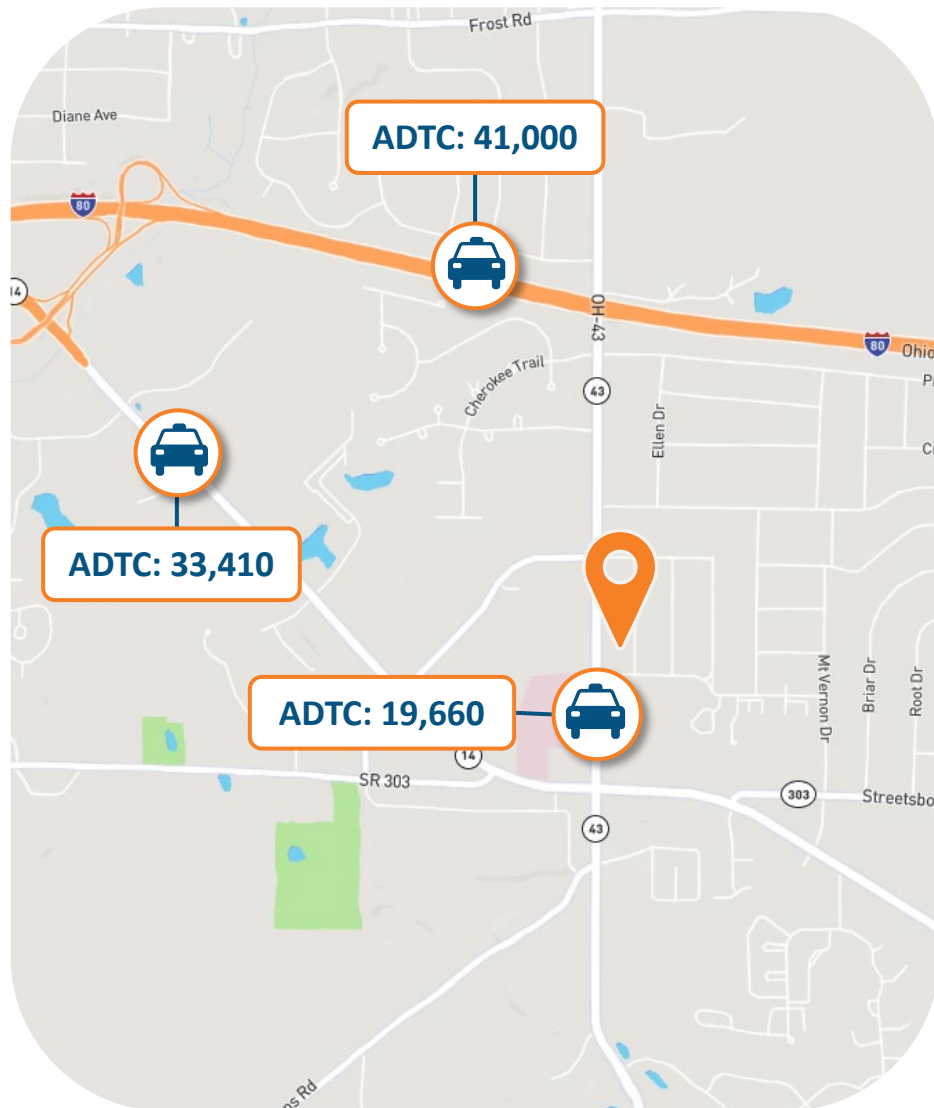 Frost Rd
Diane Ave
ADTC: 41,000
80
14
OH-43
80
Ohio
Cherokee Trail
43
Ellen Dr
ADTC: 33,410
ADTC: 19,660
Mt Vernon Dr
Briar Dr
Root Dr
14
SR 303
303
Streetsbo
43
ns Rd